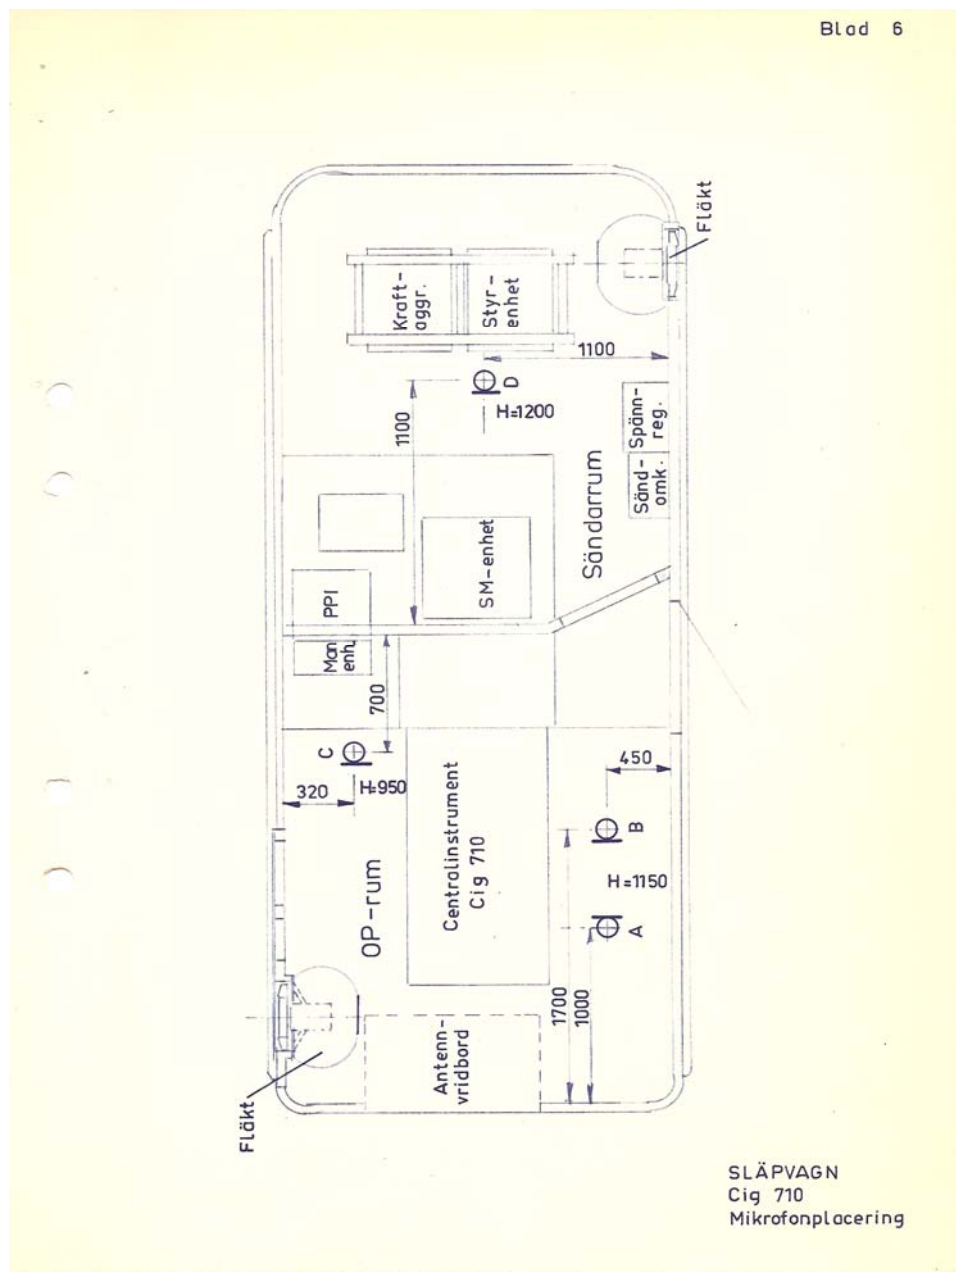 Blad 6
Fläkt
Kraft-
aggr.
Styr-
enhet
1100
D
H=1200
1100
Spänn-
reg.
Sänd-
omk.
Sändarrum
SM-enhet
PPI
Man
enh.
700
C
320
H=950
450
Centralinstrument
Cig 710
B
H=1150
A
OP-rum
1700
1000
Antenn-
vridbord
Fläkt
SLÄPVAGN
Cig 710
Mikrofonplacering